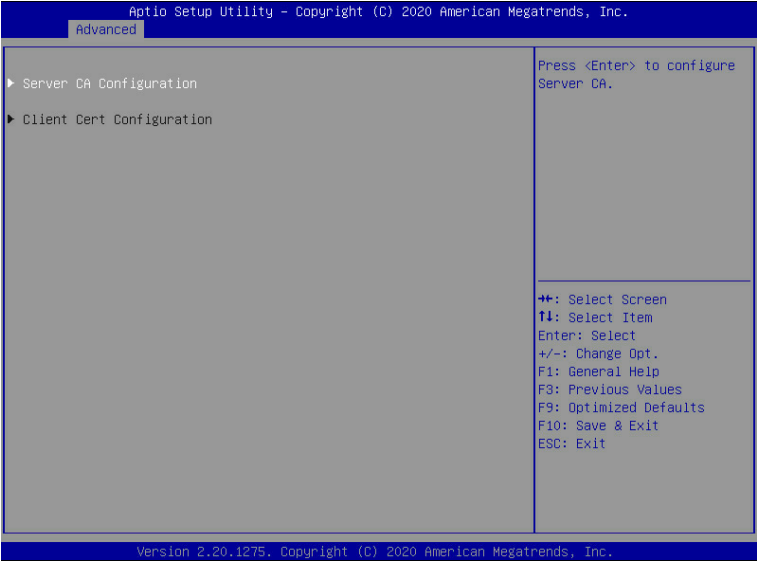 Aptio Setup Utility – Copyright (C) 2020 American Megatrends, Inc.
Advanced
▶ Server CA Configuration
▶ Client Cert Configuration
Press <Enter> to configure
Server CA.
→←: Select Screen
↑↓: Select Item
Enter: Select
+/-: Change Opt.
F1: General Help
F3: Previous Values
F9: Optimized Defaults
F10: Save & Exit
ESC: Exit
Version 2.20.1275. Copyright (C) 2020 American Megatrends, Inc.